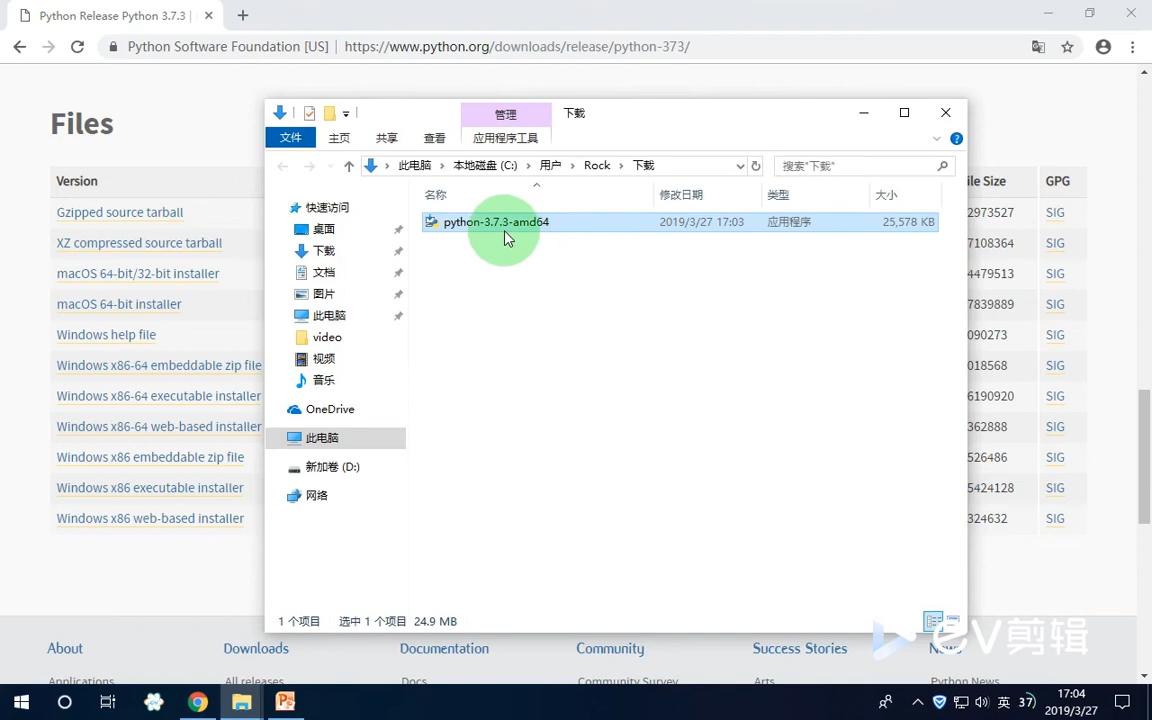 Python Release Python 3.7.3 |
Python Software Foundation [US] | https://www.python.org/downloads/release/python-373/
管理 下载
文件 主页 共享 查看 应用程序工具
此电脑 › 本地磁盘 (C:) › 用户 › Rock › 下载 搜索"下载"
Files
Version ile Size GPG
名称 修改日期 类型 大小
快速访问
python-3.7.3-amd64 2019/3/27 17:03 应用程序 25,578 KB
桌面
下载
文档
图片
此电脑
video
视频
音乐
OneDrive
此电脑
新加卷 (D:)
网络
Gzipped source tarball 2973527 SIG
XZ compressed source tarball 7108364 SIG
macOS 64-bit/32-bit installer 4479513 SIG
macOS 64-bit installer 7839889 SIG
Windows help file 090273 SIG
Windows x86-64 embeddable zip file 018568 SIG
Windows x86-64 executable installer 6190920 SIG
Windows x86-64 web-based installer 362888 SIG
Windows x86 embeddable zip file 526486 SIG
Windows x86 executable installer 5424128 SIG
Windows x86 web-based installer 324632 SIG
1 个项目 选中 1 个项目 24.9 MB
EV剪辑
About Downloads Documentation Community Success Stories News
Applications All releases Docs Community Survey Arts Python News
英 37 17:04
2019/3/27